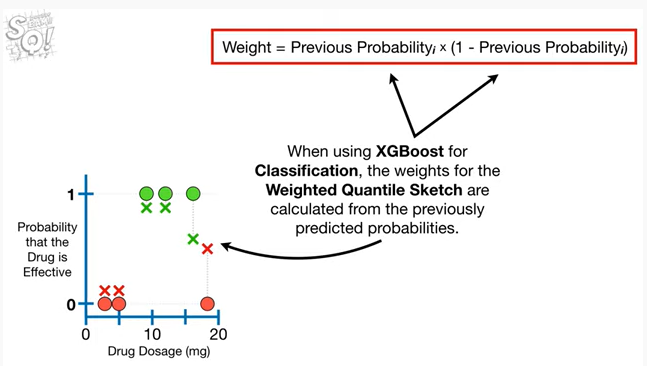 SQ!
Weight = Previous Probabilityi × (1 - Previous Probabilityi)
When using XGBoost for
Classification, the weights for the
Weighted Quantile Sketch are
calculated from the previously
predicted probabilities.
1
Probability
that the
Drug is
Effective
0
0
10
20
Drug Dosage (mg)